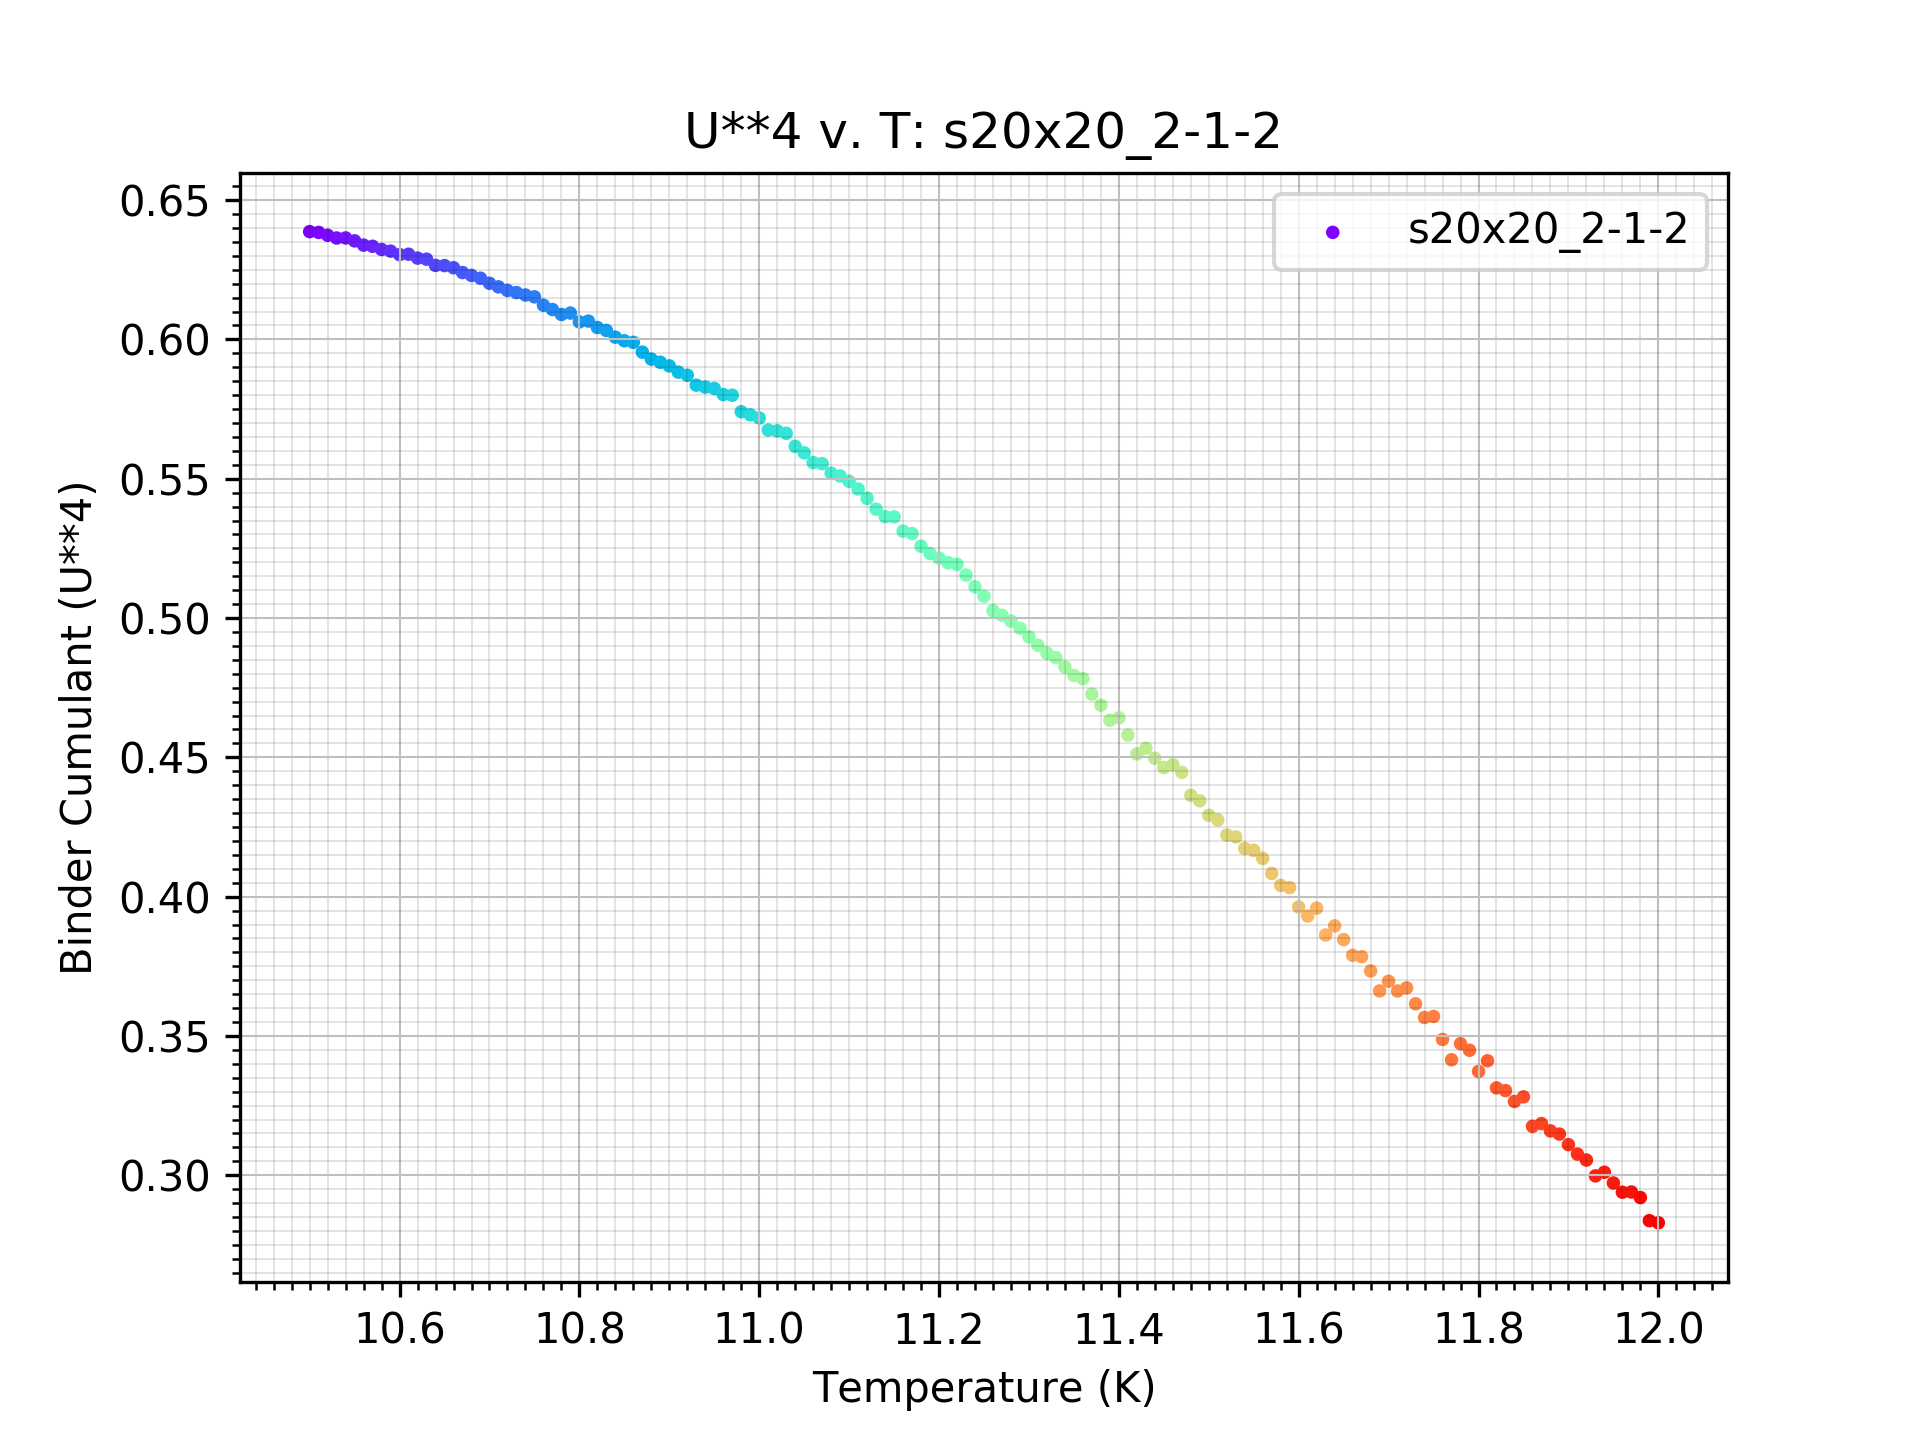 U**4 v. T: s20x20_2-1-2
s20x20_2-1-2
0.65
0.60
0.55
0.50
0.45
0.40
0.35
0.30
Binder Cumulant (U**4)
10.6 10.8 11.0 11.2 11.4 11.6 11.8 12.0
Temperature (K)